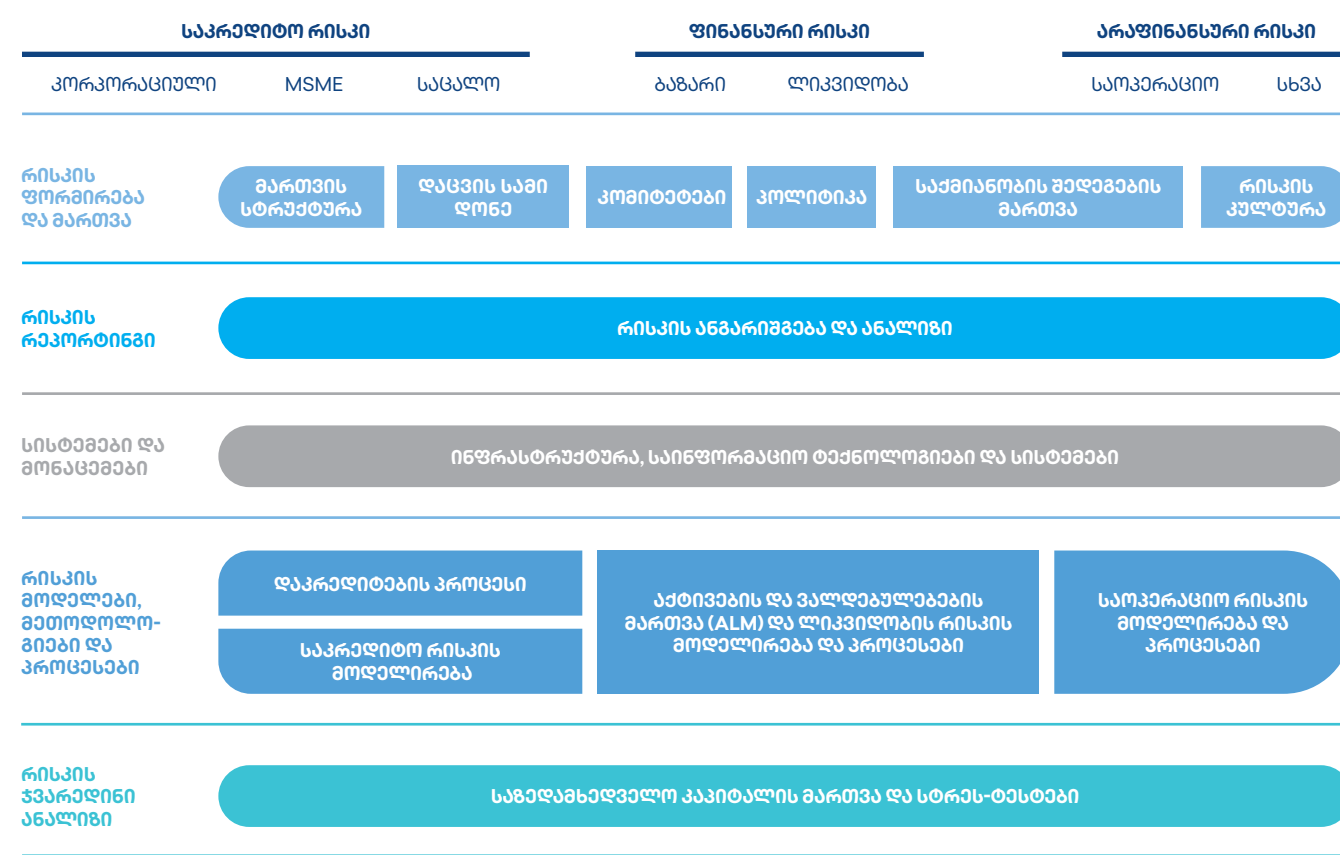 საკრედიტო რისკი
ფინანსური რისკი
არაფინანსური რისკი
კორპორაციული
MSME
საცალო
ბაზარი
ლიკვიდობა
საოპერაციო
სხვა
რისკის
ფორმირება
და მართვა
მართვის
სტრუქტურა
დაცვის სამი
დონე
კომიტეტები
პოლიტიკა
საქმიანობის შედეგების
მართვა
რისკის
კულტურა
რისკის
რეპორტინგი
რისკის ანგარიშგება და ანალიზი
სისტემები და
მონაცემები
ინფრასტრუქტურა, საინფორმაციო ტექნოლოგიები და სისტემები
რისკის
მოდელები,
მეთოდოლო-
გიები და
პროცესები
დაკრედიტების პროცესი
საკრედიტო რისკის
მოდელირება
აქტივების და ვალდებულებების
მართვა (ALM) და ლიკვიდობის რისკის
მოდელირება და პროცესები
საოპერაციო რისკის
მოდელირება და
პროცესები
რისკის
ჯვარედინი
ანალიზი
საზედამხედველო კაპიტალის მართვა და სტრეს-ტესტები